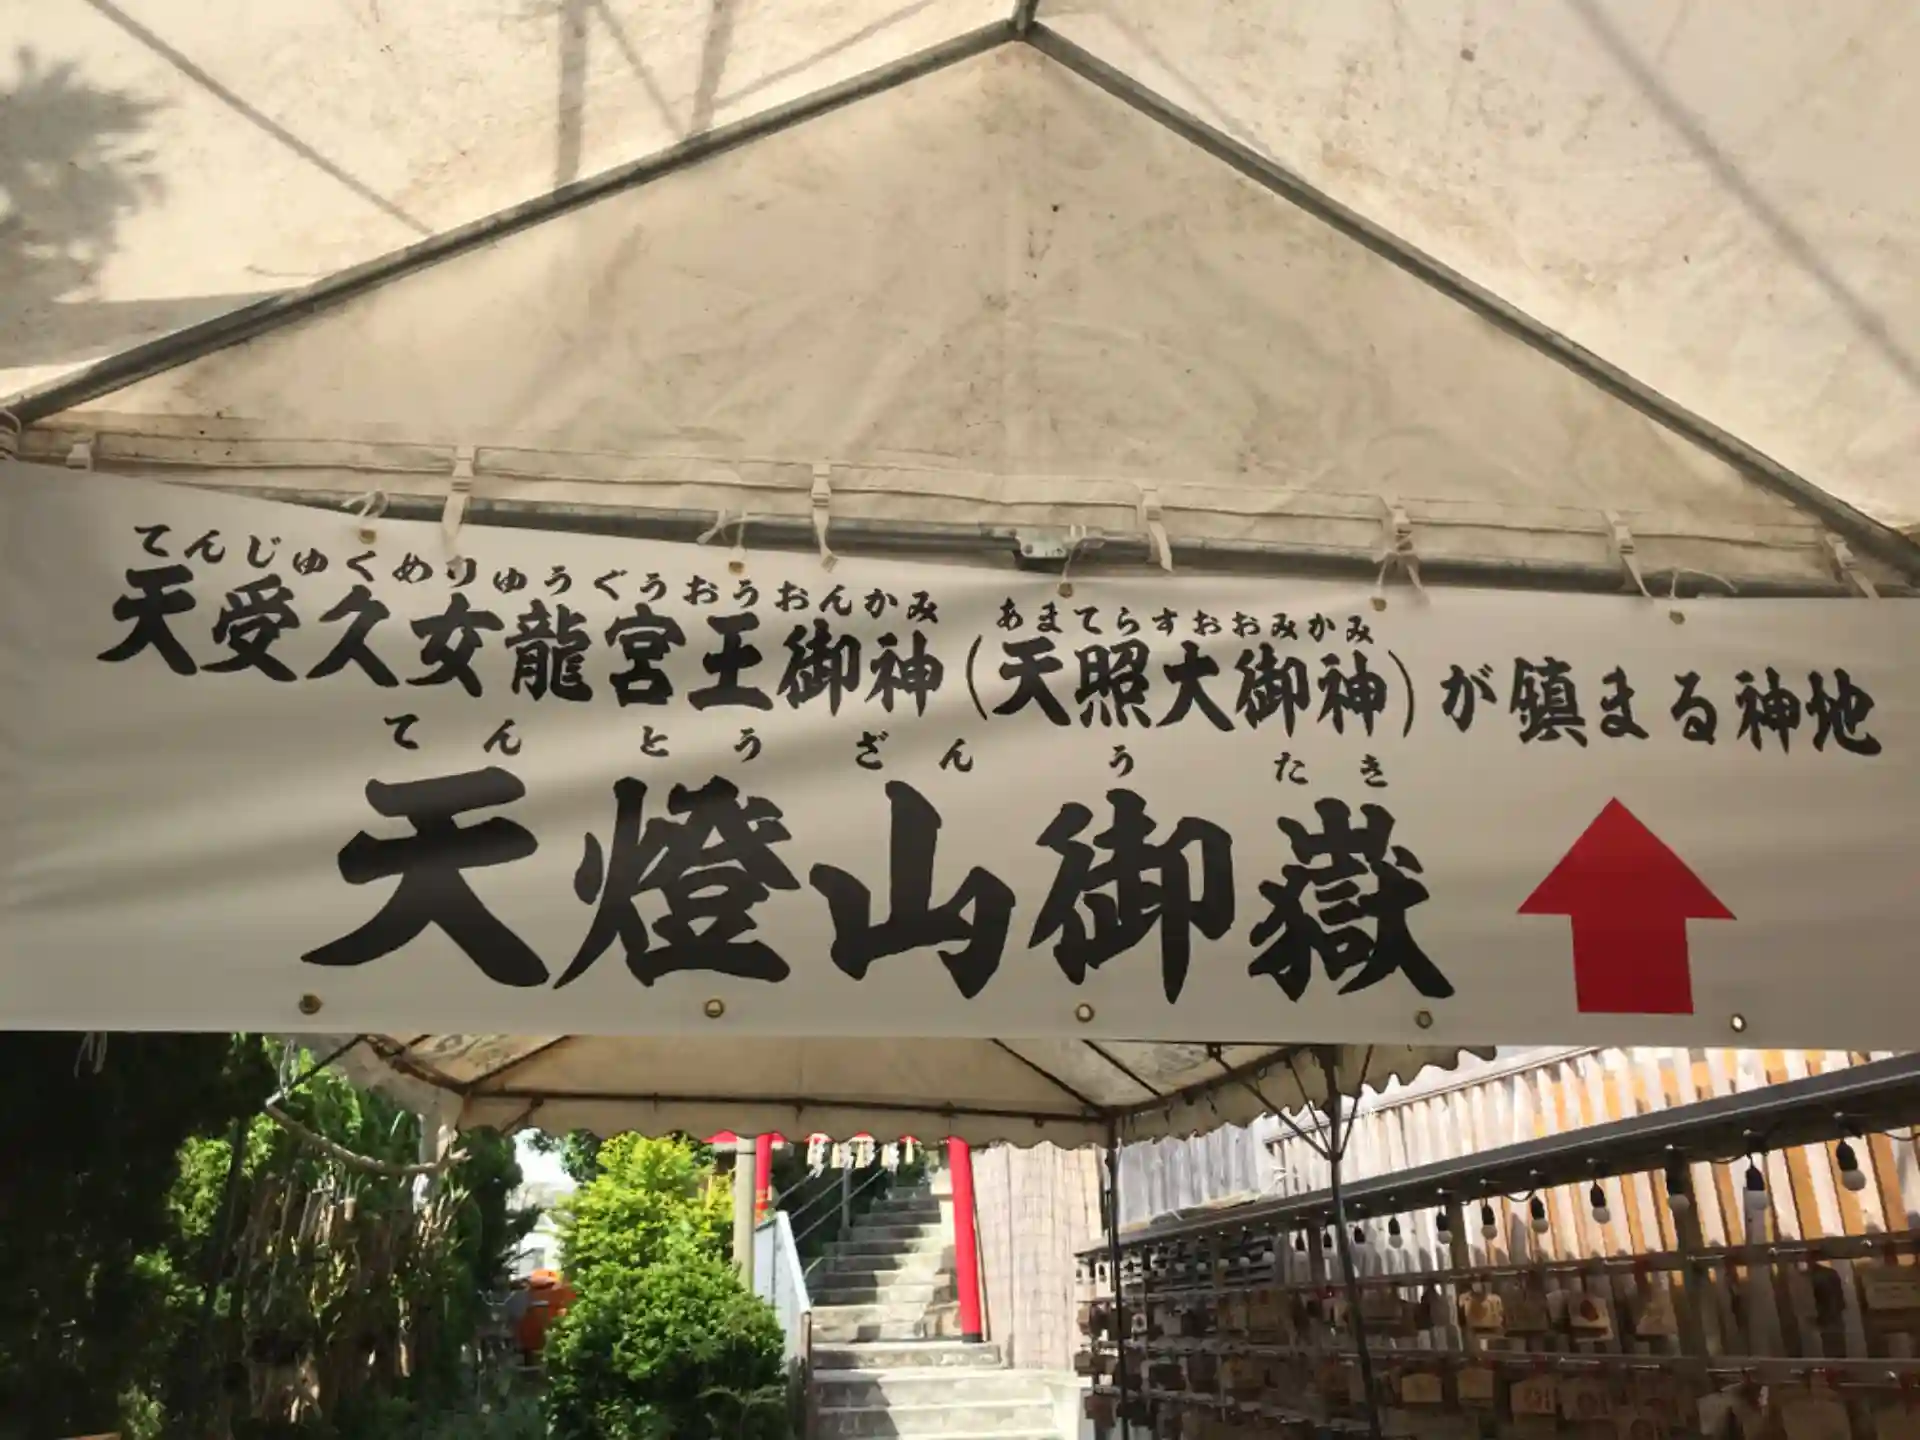 てんじゅくめりゅうぐうおうおんかみ あまてらすおおみかみ
天受久女龍宮王御神(天照大御神)が鎮まる神地
てんとうざんうたき
天燈山御嶽